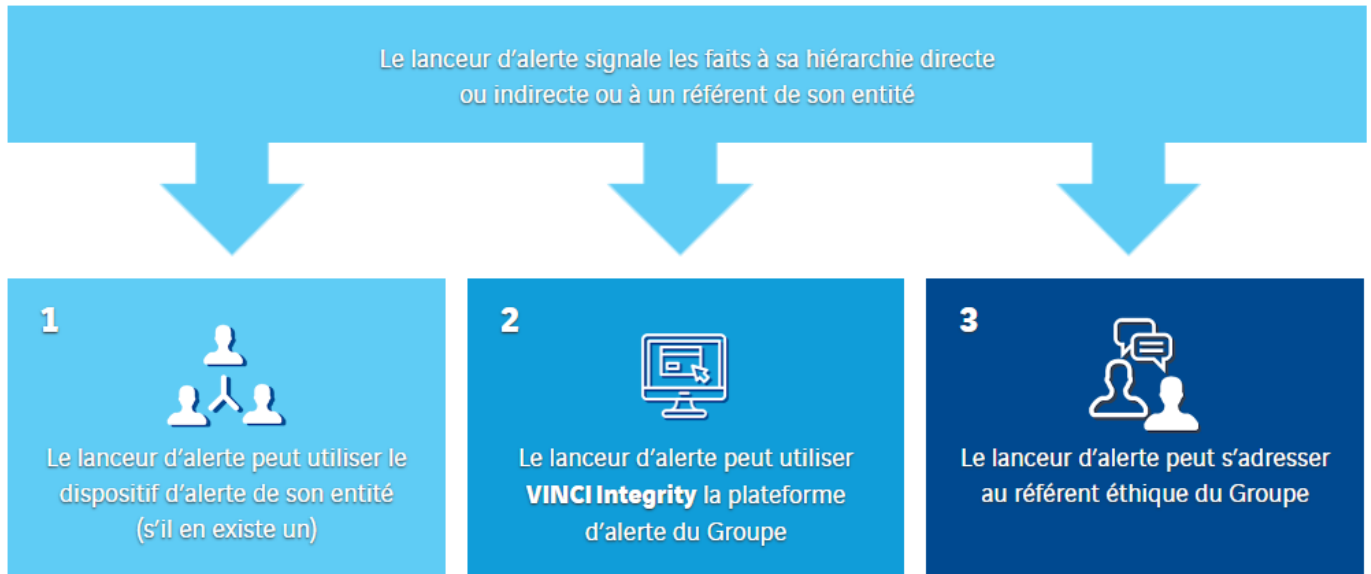 Le lanceur d'alerte signale les faits à sa hiérarchie directe
ou indirecte ou à un référent de son entité
1
Le lanceur d'alerte peut utiliser le
dispositif d'alerte de son entité
(s'il en existe un)
2
Le lanceur d'alerte peut utiliser
VINCI Integrity la plateforme
d'alerte du Groupe
3
Le lanceur d'alerte peut s'adresser
au référent éthique du Groupe